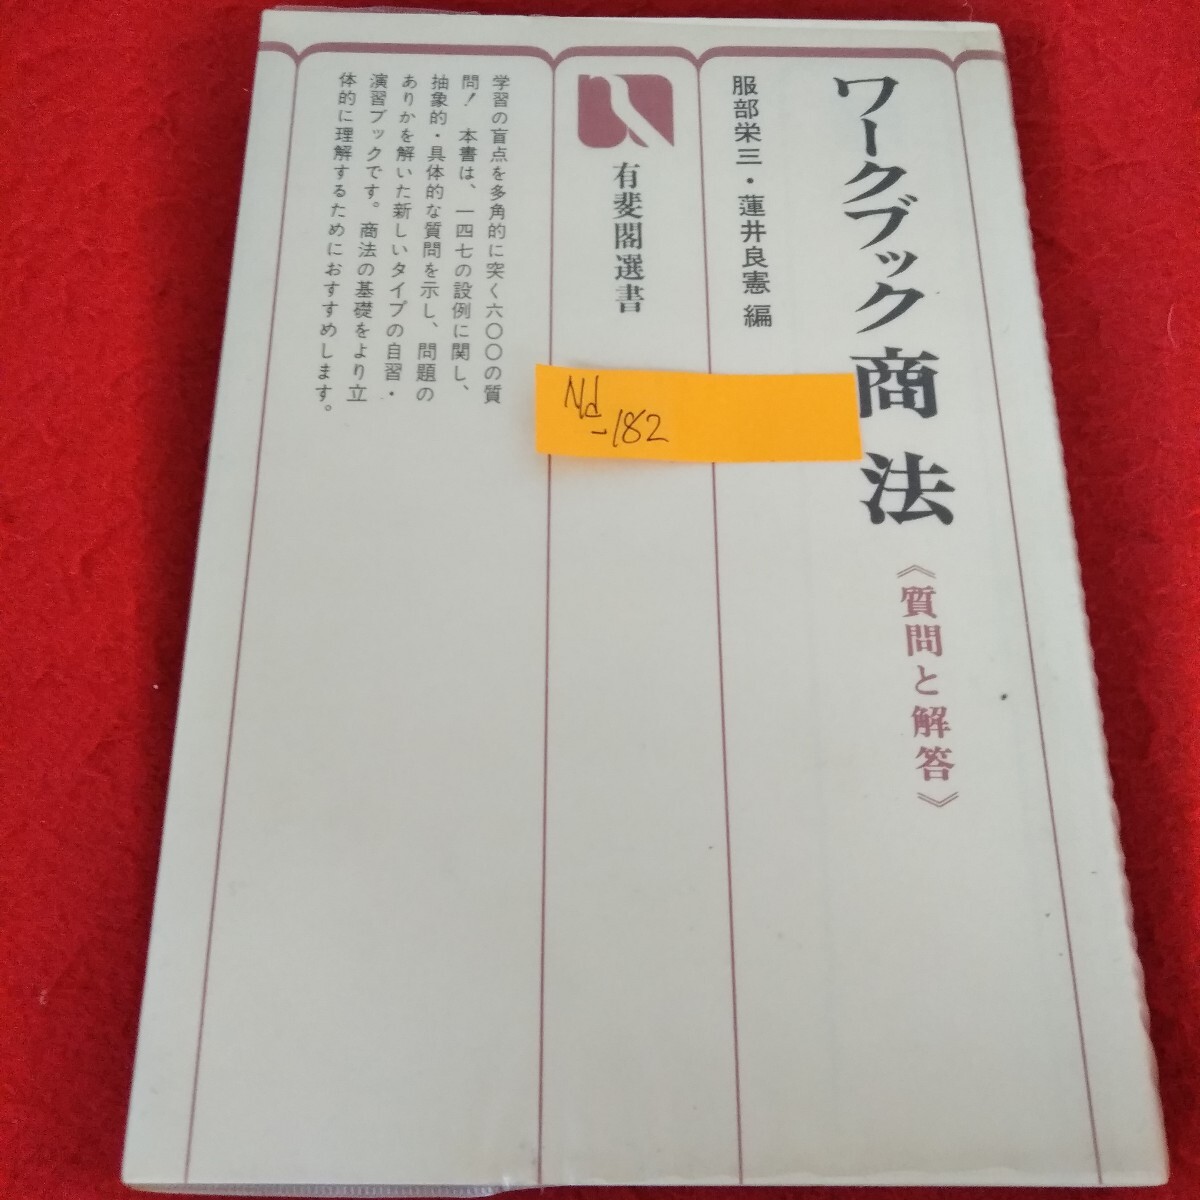 ワークブック商法
《質問と解答》
服部栄三・蓮井良憲 編
有斐閣選書
学習の盲点を多角的に突く六〇〇の質
問！ 本書は、一四七の設例に関し、
抽象的・具体的な質問を示し、問題の
ありかを解いた新しいタイプの自習・
演習ブックです。商法の基礎をより立
体的に理解するためにおすすめします。
Nd
-182